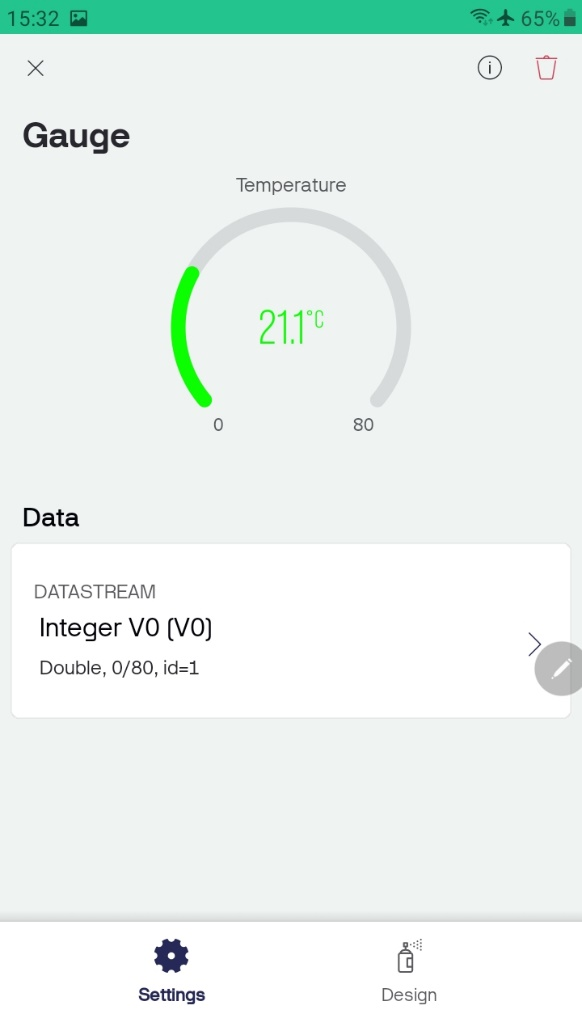 15:32 65%
Gauge
Temperature
21.1°C
0 80
Data
DATASTREAM
Integer V0 (V0)
Double, 0/80, id=1
Settings Design